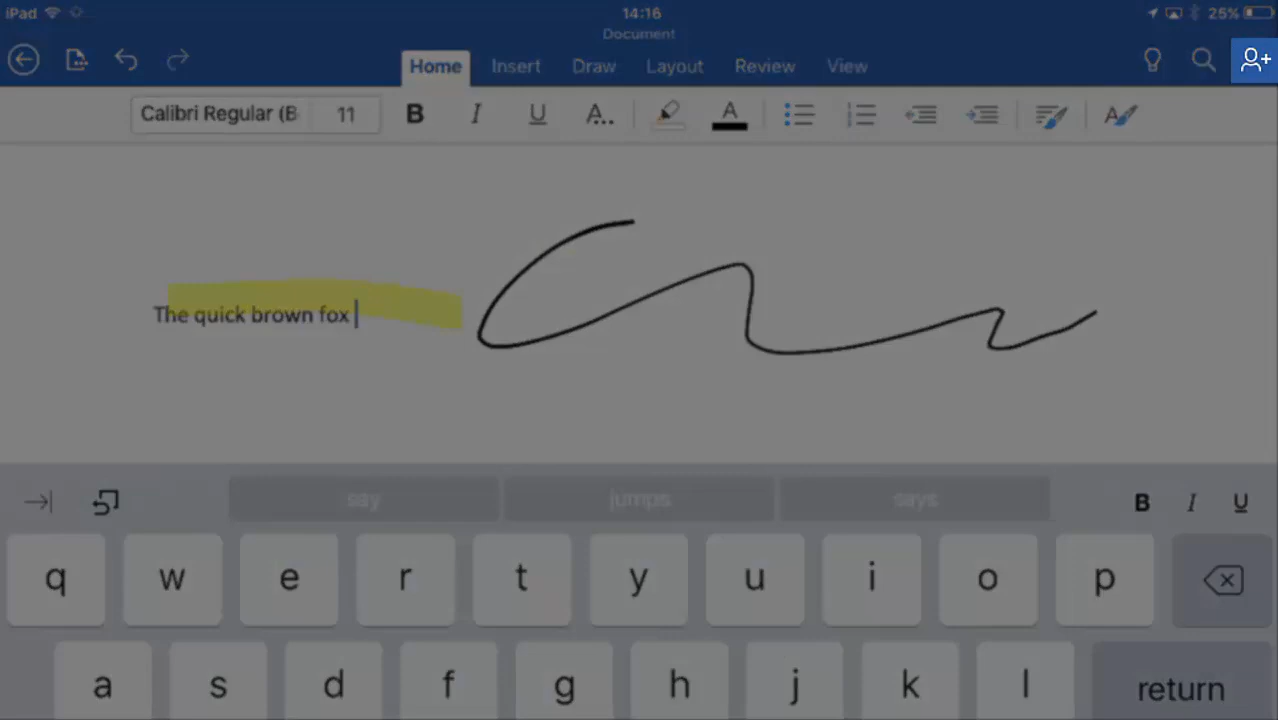 iPad 14:16 25%
Document
Home Insert Draw Layout Review View
Calibri Regular (B 11 B I U A.. A A
The quick brown fox
say jumps says B I U
q w e r t y u i o p
a s d f g h j k l return